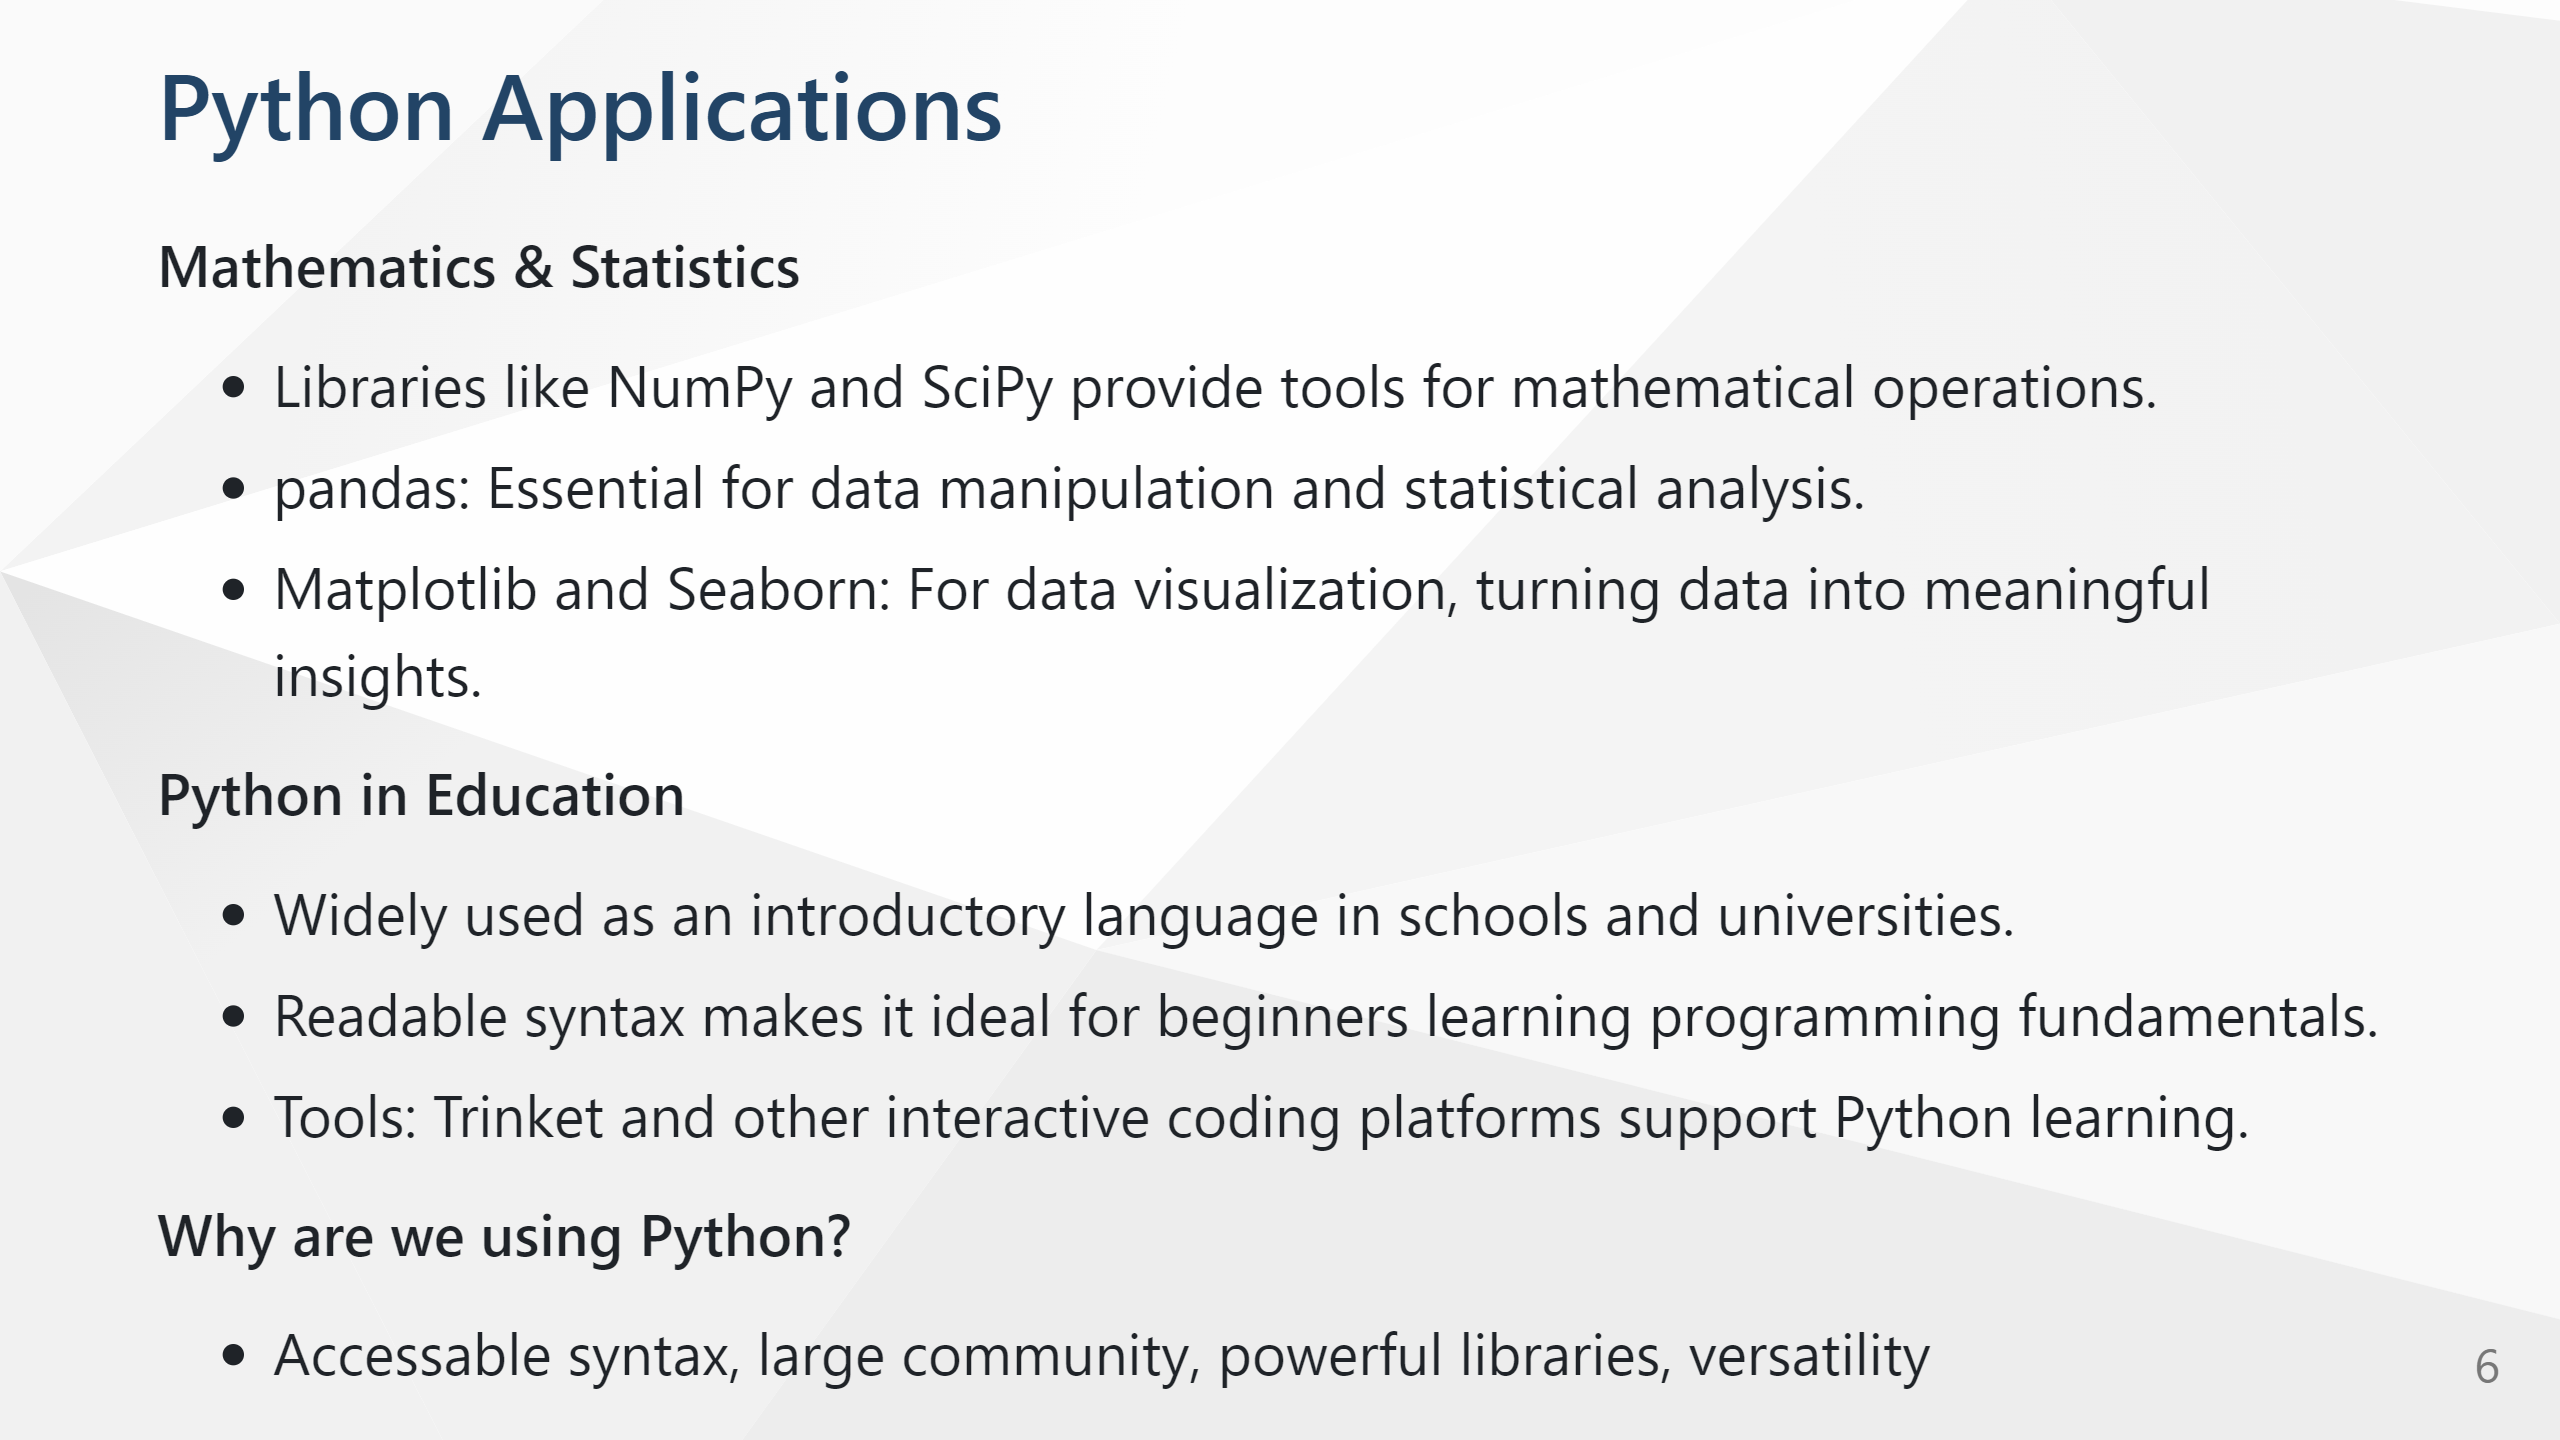 Python Applications
Mathematics & Statistics
• Libraries like NumPy and SciPy provide tools for mathematical operations.
• pandas: Essential for data manipulation and statistical analysis.
• Matplotlib and Seaborn: For data visualization, turning data into meaningful
insights.
Python in Education
• Widely used as an introductory language in schools and universities.
• Readable syntax makes it ideal for beginners learning programming fundamentals.
• Tools: Trinket and other interactive coding platforms support Python learning.
Why are we using Python?
• Accessable syntax, large community, powerful libraries, versatility
6